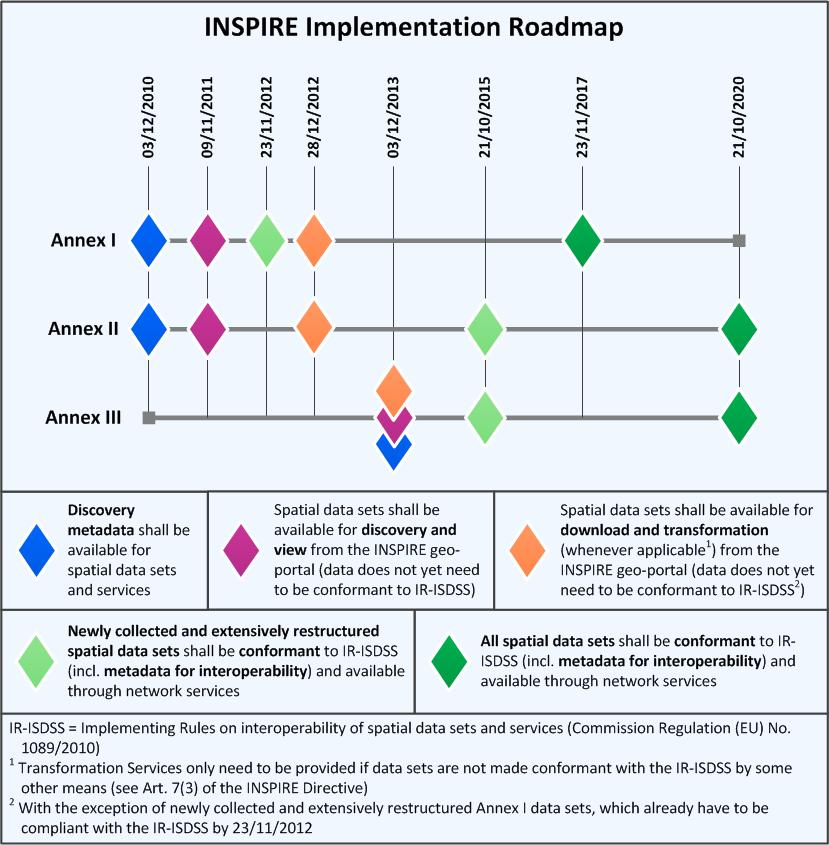 INSPIRE Implementation Roadmap
03/12/2010
09/11/2011
23/11/2012
28/12/2012
03/12/2013
21/10/2015
23/11/2017
21/10/2020
Annex I
Annex II
Annex III
Discovery
metadata shall be
available for
spatial data sets
and services
Spatial data sets shall be
available for discovery and
view from the INSPIRE geo-
portal (data does not yet need
to be conformant to IR-ISDSS)
Spatial data sets shall be available for
download and transformation
(whenever applicable¹) from the
INSPIRE geo-portal (data does not yet
need to be conformant to IR-ISDSS²)
Newly collected and extensively restructured
spatial data sets shall be conformant to IR-ISDSS
(incl. metadata for interoperability) and available
through network services
All spatial data sets shall be conformant to IR-
ISDSS (incl. metadata for interoperability) and
available through network services
IR-ISDSS = Implementing Rules on interoperability of spatial data sets and services (Commission Regulation (EU) No.
1089/2010)
¹ Transformation Services only need to be provided if data sets are not made conformant with the IR-ISDSS by some
other means (see Art. 7(3) of the INSPIRE Directive)
² With the exception of newly collected and extensively restructured Annex I data sets, which already have to be
compliant with the IR-ISDSS by 23/11/2012